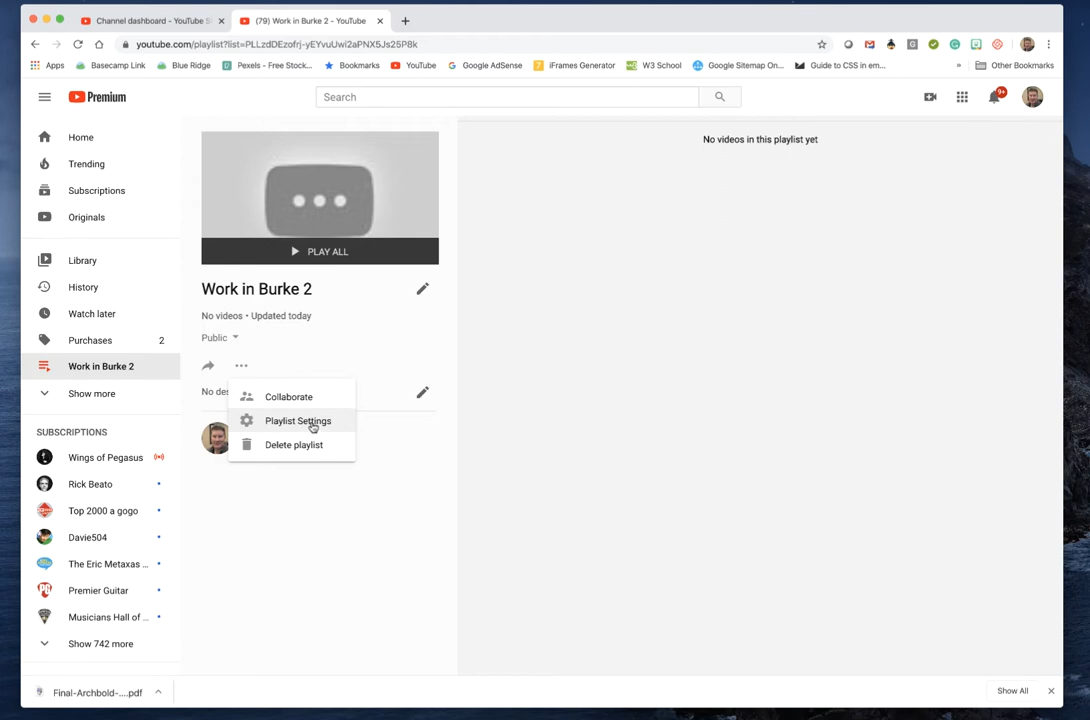 Channel dashboard - YouTube S
(79) Work in Burke 2 - YouTube
youtube.com/playlist?list=PLLzdDEzofrj-yEYvuUwi2aPNX5Js25P8k
Apps Basecamp Link Blue Ridge Pexels - Free Stock... Bookmarks YouTube Google AdSense iFrames Generator W3 School Google Sitemap On... Guide to CSS in em... » Other Bookmarks
Premium
Search
9+
Home
Trending
Subscriptions
Originals
Library
History
Watch later
Purchases 2
Work in Burke 2
Show more
SUBSCRIPTIONS
Wings of Pegasus
Rick Beato
Top 2000 a gogo
Davie504
The Eric Metaxas ...
Premier Guitar
Musicians Hall of ...
Show 742 more
PLAY ALL
Work in Burke 2
No videos • Updated today
Public
No des
Collaborate
Playlist Settings
Delete playlist
No videos in this playlist yet
Final-Archbold-....pdf
Show All